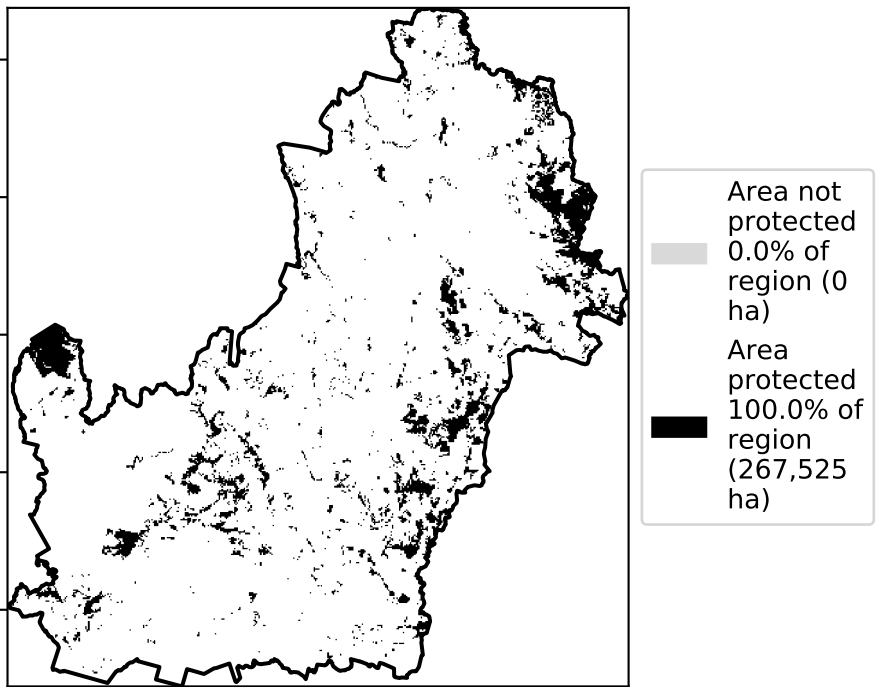 Area not
protected
0.0% of
region (0
ha)
Area
protected
100.0% of
region
(267,525
ha)